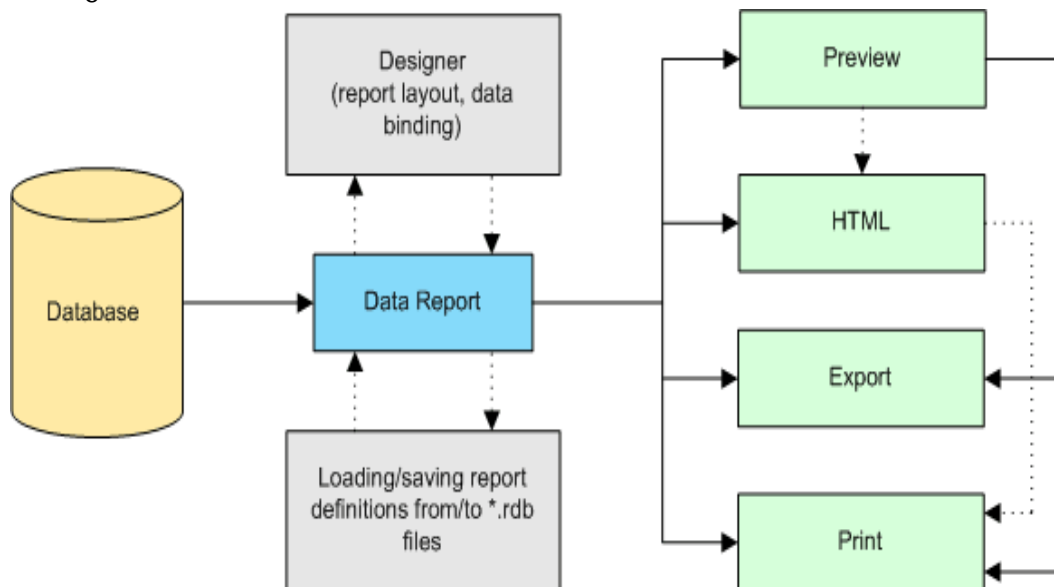 Designer
(report layout, data
binding)
Preview
HTML
Database
Data Report
Export
Loading/saving report
definitions from/to *.rdb
files
Print